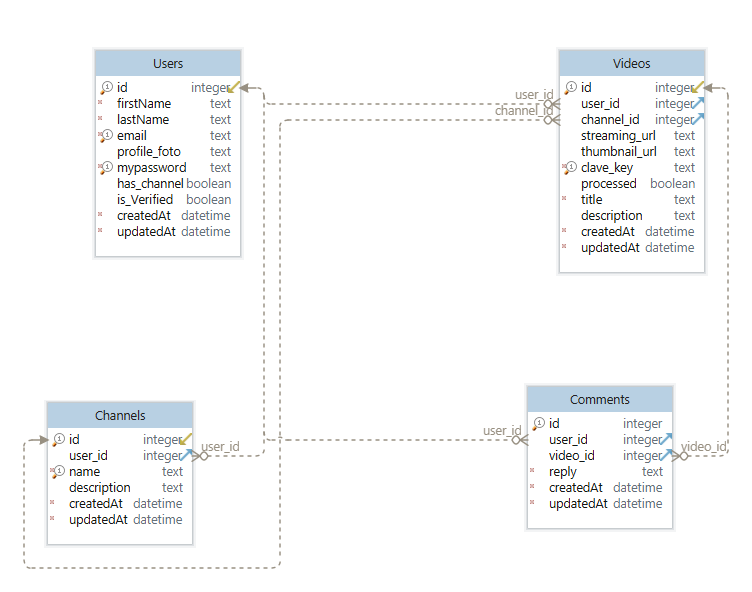 Users
id integer
firstName text
lastName text
email text
profile_foto text
mypassword text
has_channel boolean
is_Verified boolean
createdAt datetime
updatedAt datetime
user_id
channel_id
Videos
id integer
user_id integer
channel_id integer
streaming_url text
thumbnail_url text
clave_key text
processed boolean
title text
description text
createdAt datetime
updatedAt datetime
Channels
id integer
user_id integer
name text
description text
createdAt datetime
updatedAt datetime
user_id
user_id
Comments
id integer
user_id integer
video_id integer
reply text
createdAt datetime
updatedAt datetime
video_id